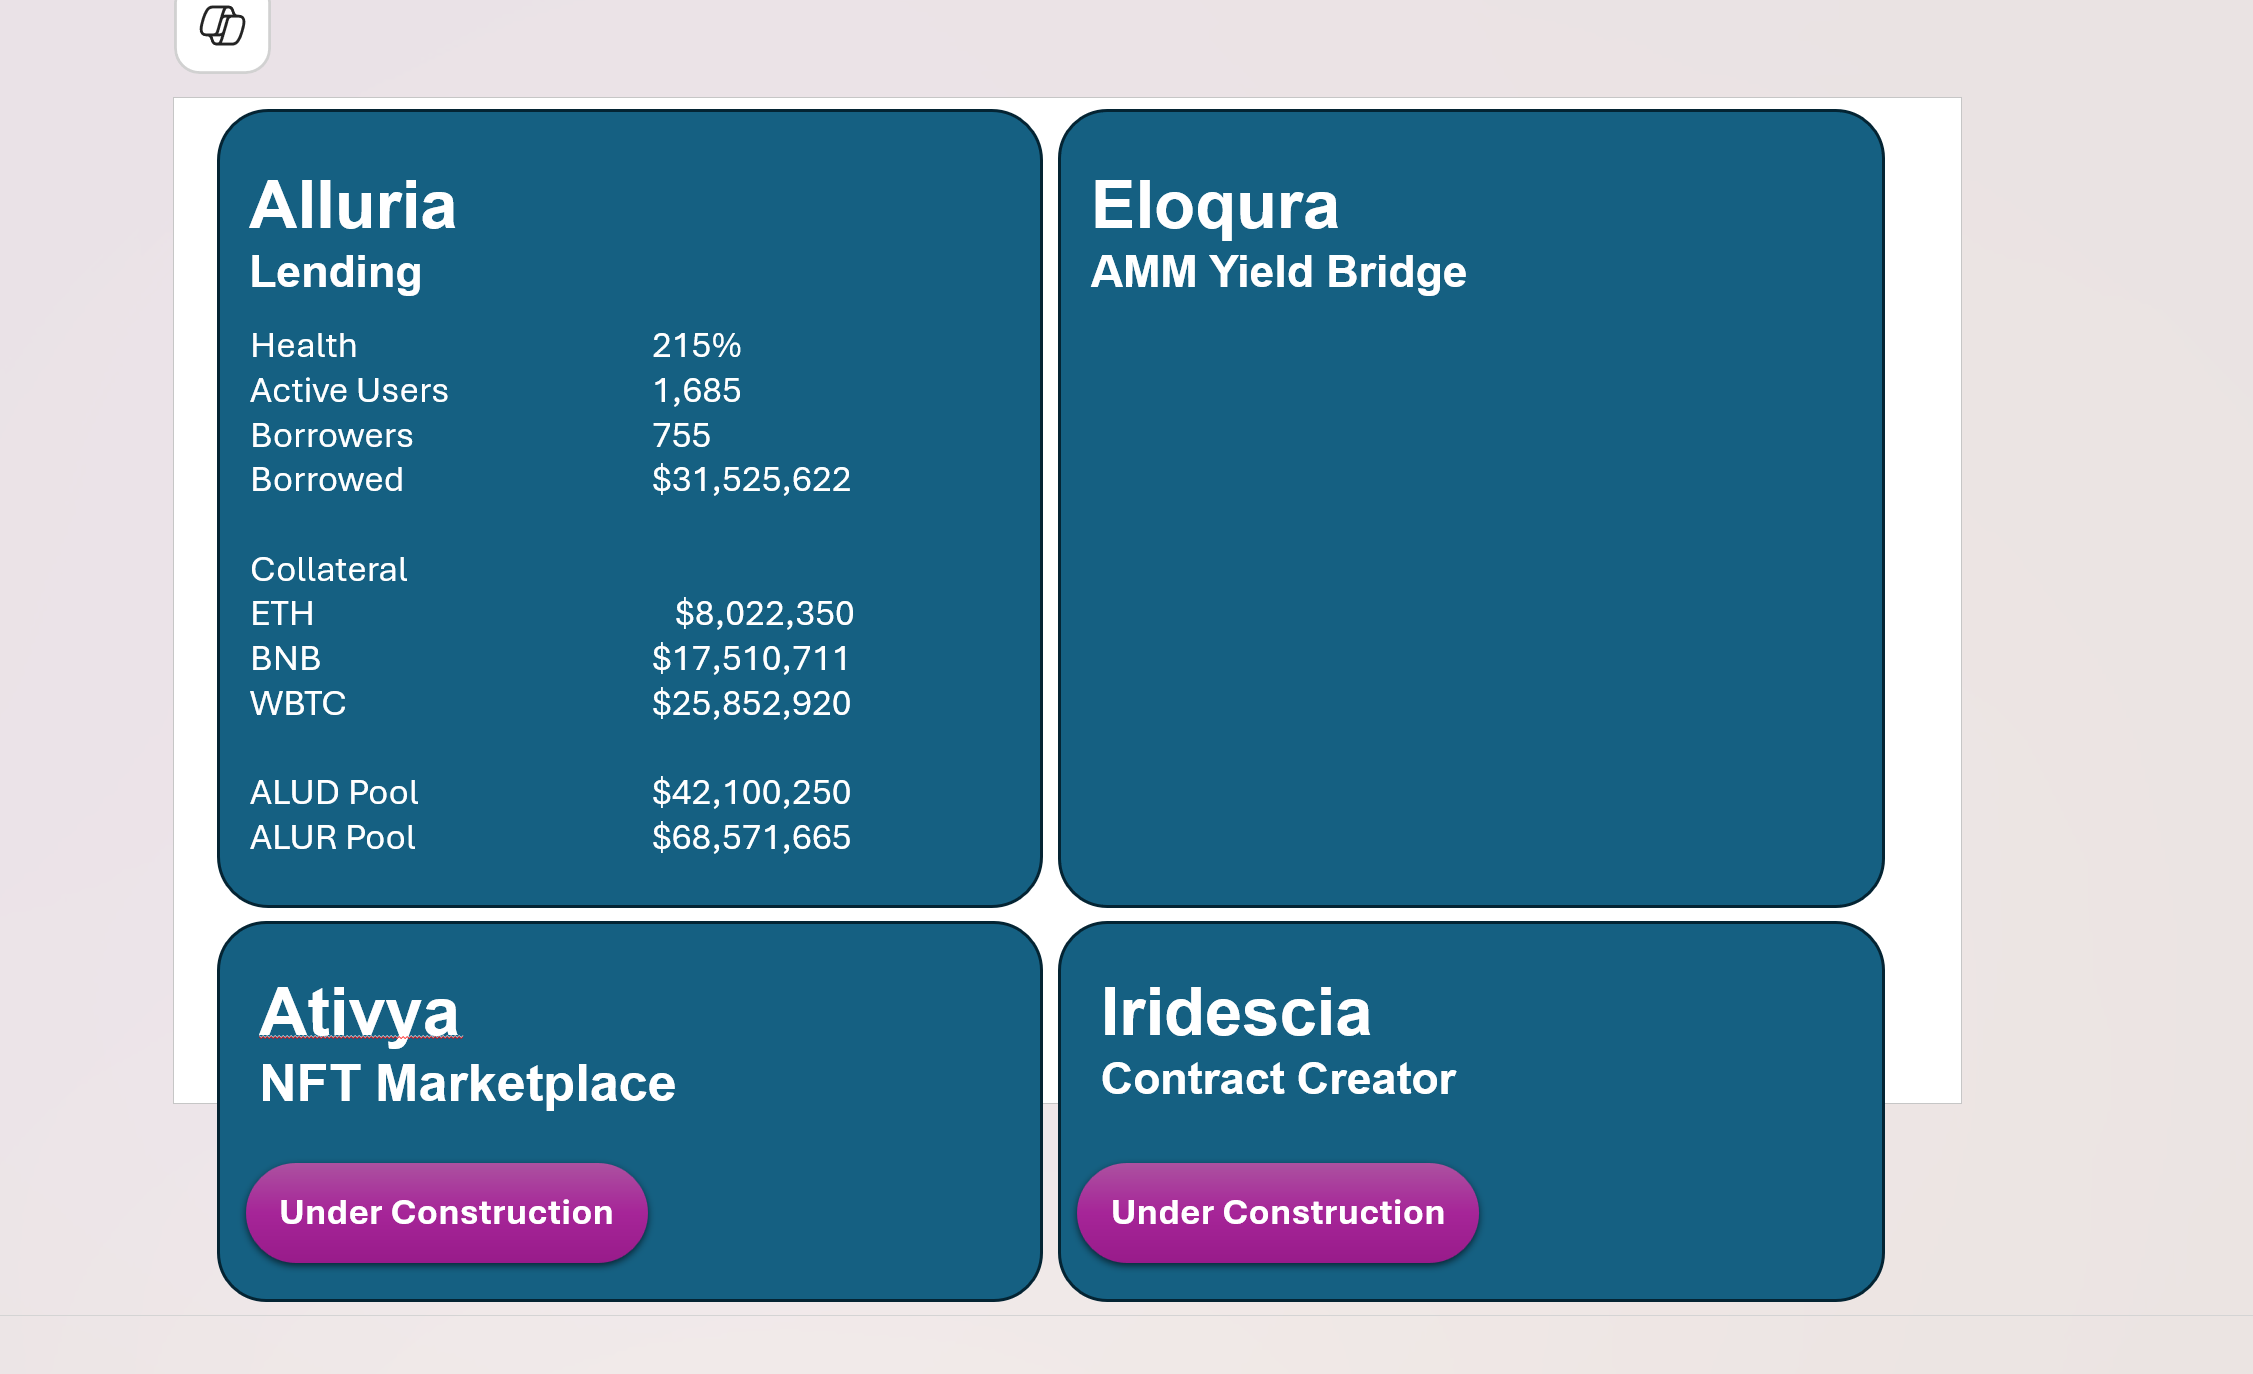 Alluria
Lending
Health 215%
Active Users 1,685
Borrowers 755
Borrowed $31,525,622
Collateral
ETH $8,022,350
BNB $17,510,711
WBTC $25,852,920
ALUD Pool $42,100,250
ALUR Pool $68,571,665
Eloqura
AMM Yield Bridge
Ativya
NFT Marketplace
Under Construction
Iridescia
Contract Creator
Under Construction